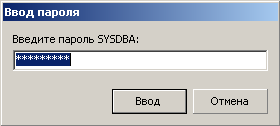 Ввод пароля
Введите пароль SYSDBA:
*********
Ввод Отмена